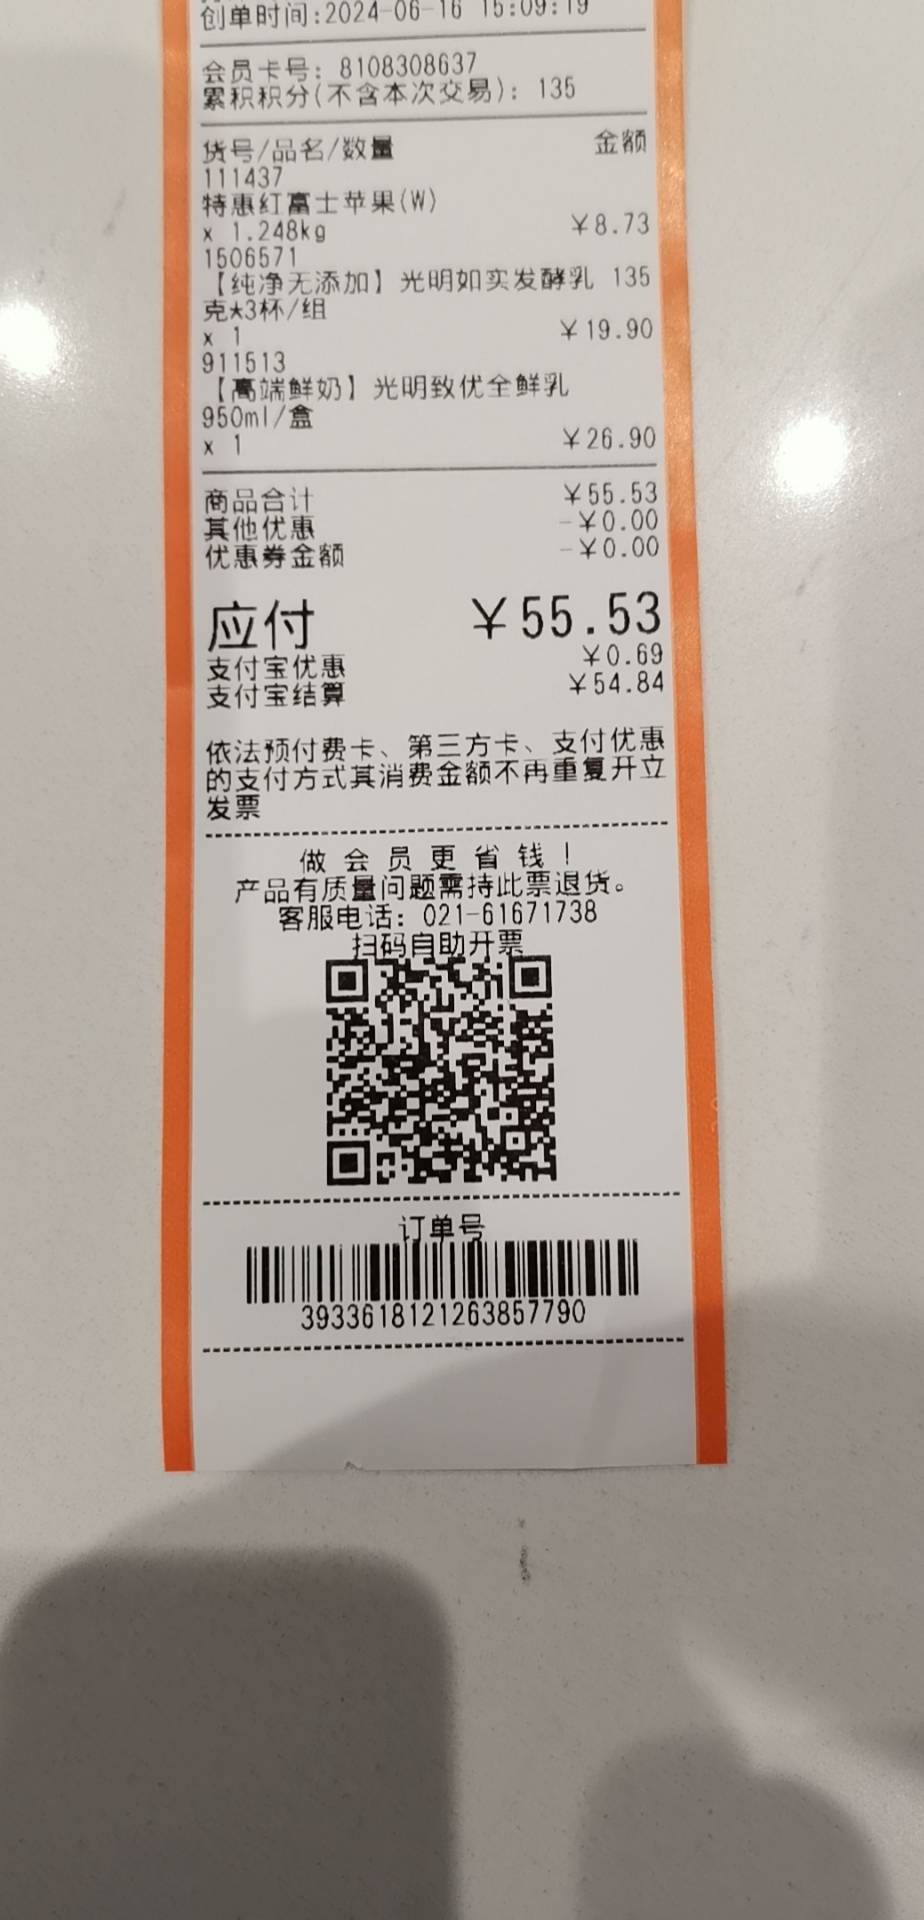 创单时间:2024-06-16 15:09:19
会员卡号: 8108308637
累积积分(不含本次交易): 135
货号/品名/数量 金额
111437
特惠红富士苹果(W)
x 1.248kg ¥8.73
1506571
【纯净无添加】光明如实发酵乳 135
克*3杯/组
x 1 ¥19.90
911513
【高端鲜奶】光明致优全鲜乳
950ml/盒
x 1 ¥26.90
商品合计 ¥55.53
其他优惠 -¥0.00
优惠券金额 -¥0.00
应付 ¥55.53
支付宝优惠 ¥0.69
支付宝结算 ¥54.84
依法预付费卡、第三方卡、支付优惠
的支付方式其消费金额不再重复开立
发票
做会员更省钱!
产品有质量问题需持此票退货。
客服电话: 021-61671738
扫码自助开票
订单号
3933618121263857790